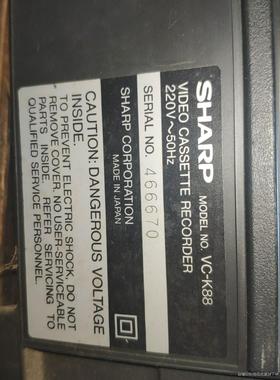 SHARP MODEL NO. VC-K88
VIDEO CASSETTE RECORDER
220V~50Hz
SERIAL NO. 466670
SHARP CORPORATION
MADE IN JAPAN
CAUTION: DANGEROUS VOLTAGE
INSIDE.
TO PREVENT ELECTRIC SHOCK, DO NOT
REMOVE COVER. NO USER-SERVICEABLE
PARTS INSIDE. REFER SERVICING TO
QUALIFIED SERVICE PERSONNEL.